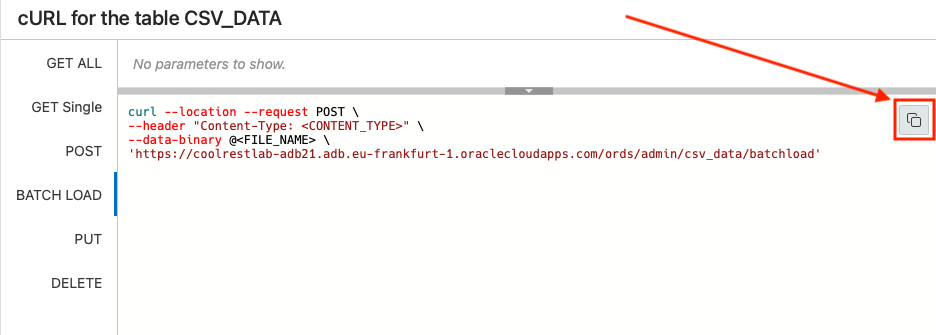 cURL for the table CSV_DATA
GET ALL
No parameters to show.
GET Single
curl --location --request POST \
--header "Content-Type: <CONTENT_TYPE>" \
--data-binary @<FILE_NAME> \
'https://coolrestlab-adb21.adb.eu-frankfurt-1.oraclecloudapps.com/ords/admin/csv_data/batchload'
POST
BATCH LOAD
PUT
DELETE